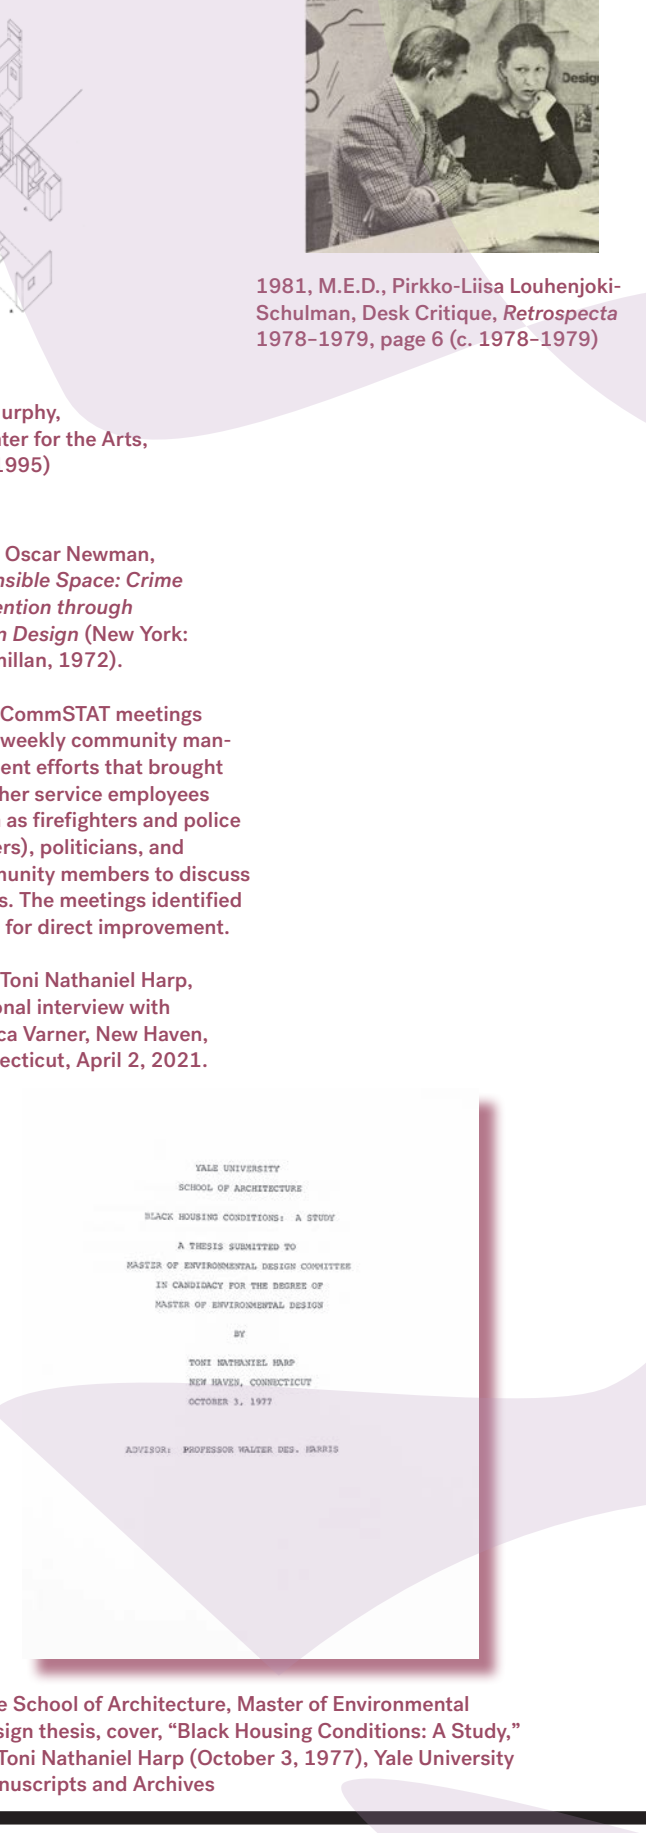 Design
1981, M.E.D., Pirkko-Liisa Louhenjoki-
Schulman, Desk Critique, Retrospecta
1978–1979, page 6 (c. 1978–1979)
urphy,
ter for the Arts,
1995)
Oscar Newman,
nsible Space: Crime
ention through
n Design (New York:
millan, 1972).
CommSTAT meetings
weekly community man-
ent efforts that brought
her service employees
as firefighters and police
ers), politicians, and
munity members to discuss
s. The meetings identified
for direct improvement.
Toni Nathaniel Harp,
onal interview with
ca Varner, New Haven,
ecticut, April 2, 2021.
YALE UNIVERSITY
SCHOOL OF ARCHITECTURE
BLACK HOUSING CONDITIONS: A STUDY
A THESIS SUBMITTED TO
MASTER OF ENVIRONMENTAL DESIGN COMMITTEE
IN CANDIDACY FOR THE DEGREE OF
MASTER OF ENVIRONMENTAL DESIGN
BY
TONI NATHANIEL HARP
NEW HAVEN, CONNECTICUT
OCTOBER 3, 1977
ADVISOR: PROFESSOR WALTER DES. HARRIS
e School of Architecture, Master of Environmental
sign thesis, cover, “Black Housing Conditions: A Study,”
Toni Nathaniel Harp (October 3, 1977), Yale University
nuscripts and Archives